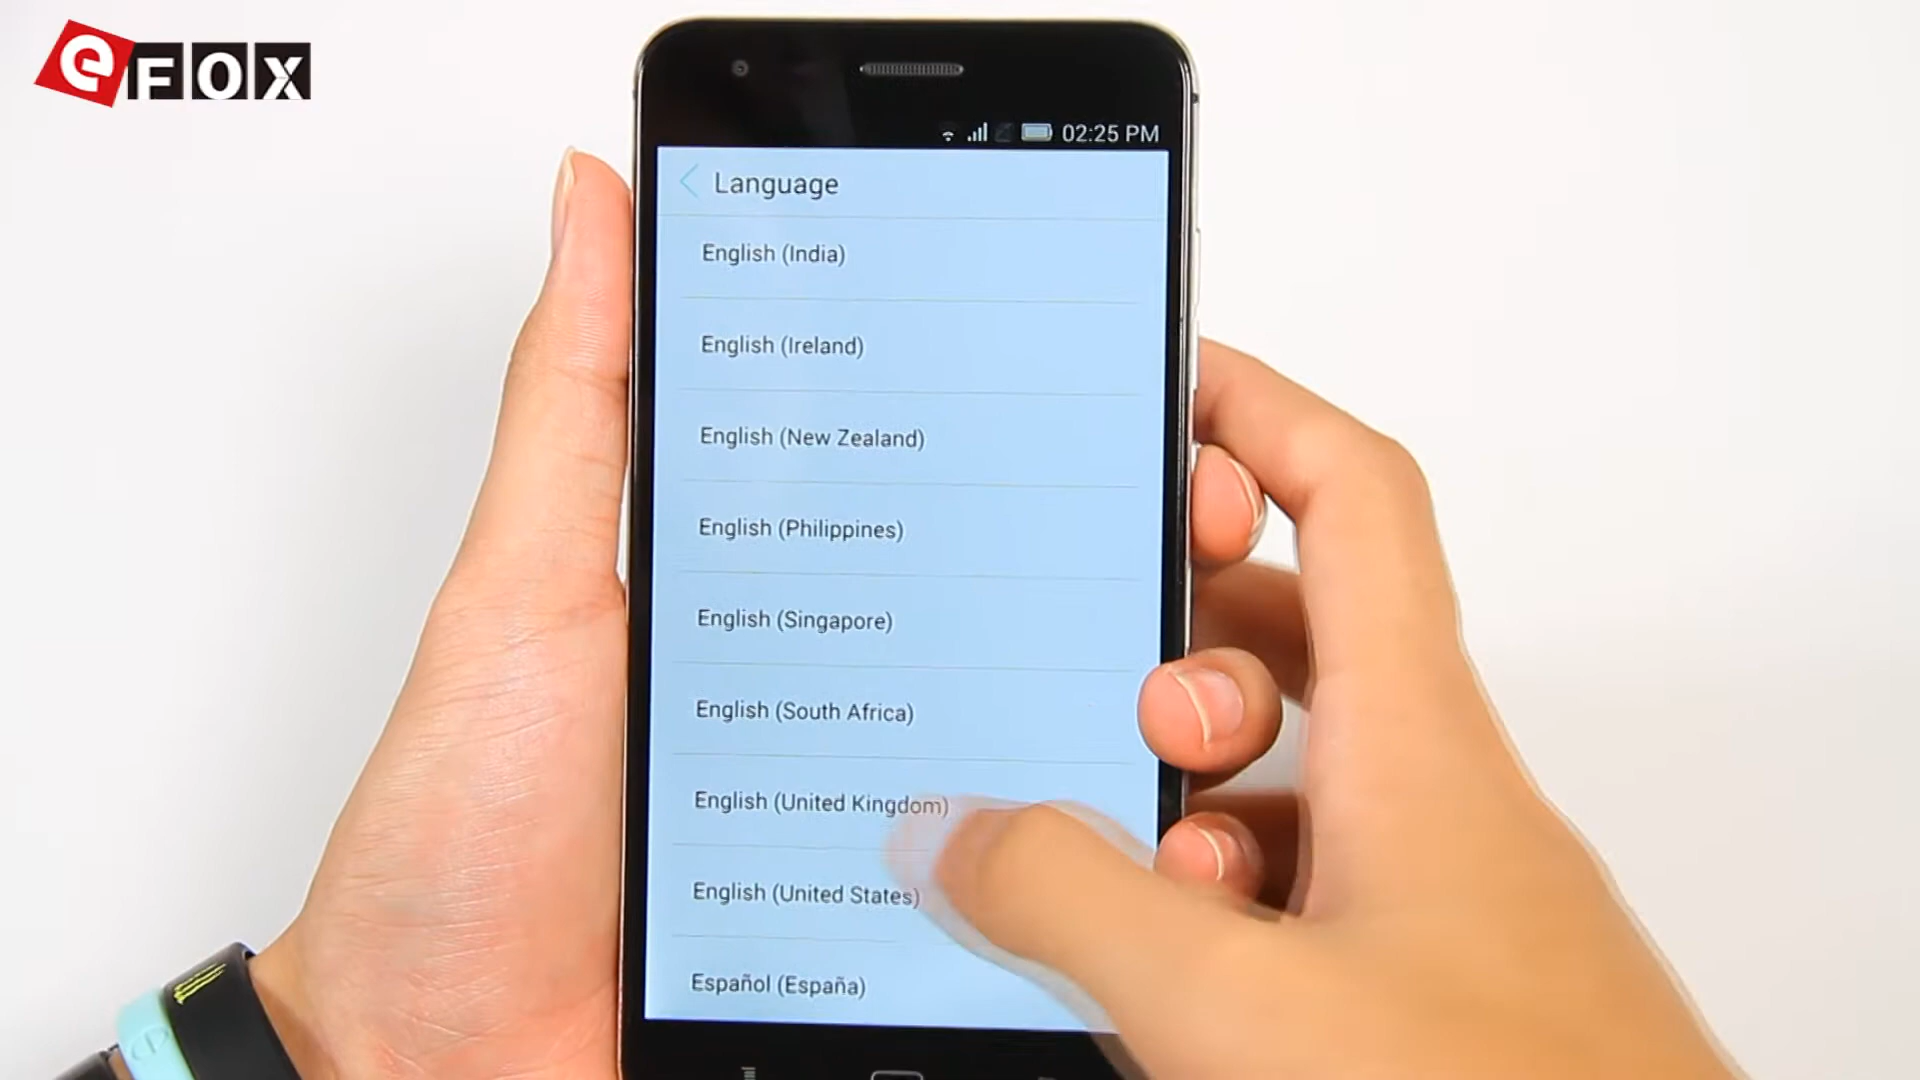 eFOX
02:25 PM
Language
English (India)
English (Ireland)
English (New Zealand)
English (Philippines)
English (Singapore)
English (South Africa)
English (United Kingdom)
English (United States)
Español (España)